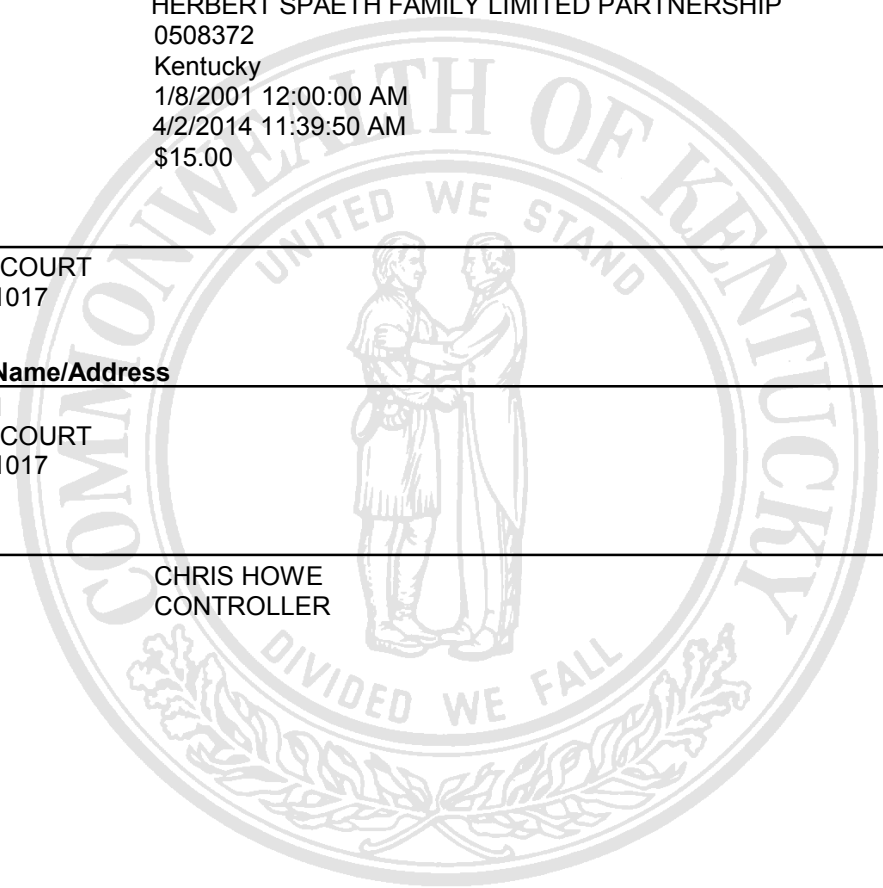 HERBERT SPAETH FAMILY LIMITED PARTNERSHIP
0508372
Kentucky
1/8/2001 12:00:00 AM
4/2/2014 11:39:50 AM
$15.00
COURT
1017
Name/Address
COURT
1017
CHRIS HOWE
CONTROLLER
COMMONWEALTH OF KENTUCKY
UNITED WE STAND
DIVIDED WE FALL